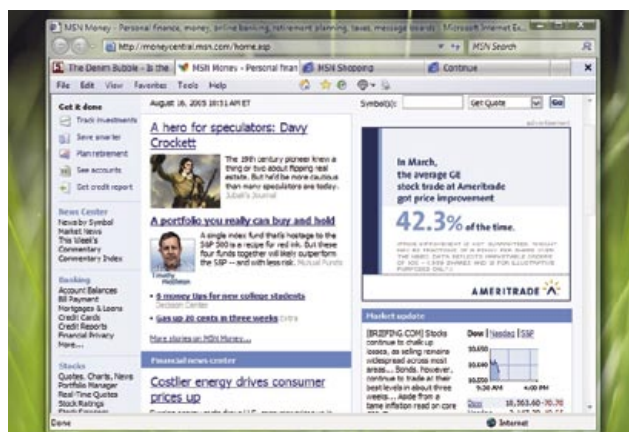 MSN Money - Personal finance, money, online banking, retirement planning, taxes, message boards - Microsoft Internet Ex...
http://moneycentral.msn.com/home.asp
MSN Search
The Denim Bubble - Is the
MSN Money - Personal finan
MSN Shopping
Continue
File Edit View Favorites Tools Help
Get it done
Track investments
Save smarter
Plan retirement
See accounts
Get credit report
News Center
News by Symbol
Market News
This Week's
Commentary
Commentary Index
Banking
Account Balances
Bill Payment
Mortgages & Loans
Credit Cards
Credit Reports
Financial Privacy
More...
Stocks
Quotes, Charts, News
Portfolio Manager
Real-Time Quotes
Stock Ratings
August 16, 2005 10:51 AM ET
A hero for speculators: Davy
Crockett
The 19th century pioneer knew a
thing or two about flipping real
estate. But he'd be more cautious
than many speculators are today.
Jubak's Journal
A portfolio you really can buy and hold
A single index fund that's hostage to the
S&P 500 is a recipe for red ink. But these
four funds together will likely outperform
the S&P -- and with less risk. Mutual Funds
Timothy
Middleton
• 6 money tips for new college students
Decision Center
• Gas up 20 cents in three weeks Extra
More stories on MSN Money...
Financial news center
Costlier energy drives consumer
prices up
Symbol(s):
Get Quote
Go
advertisement
In March,
the average GE
stock trade at Ameritrade
got price improvement
42.3% of the time.
AMERITRADE
Market update
[BRIEFING.COM] Stocks
continue to chalk up
losses, as selling remains
widespread across most
areas... Bonds, however,
continue to trade at their
best levels in about three
weeks... Aside from a
tame inflation read on core
Dow | Nasdaq | S&P
9:30 AM 4:00 PM
Dow 10,563.60 -70.78
Done
Internet